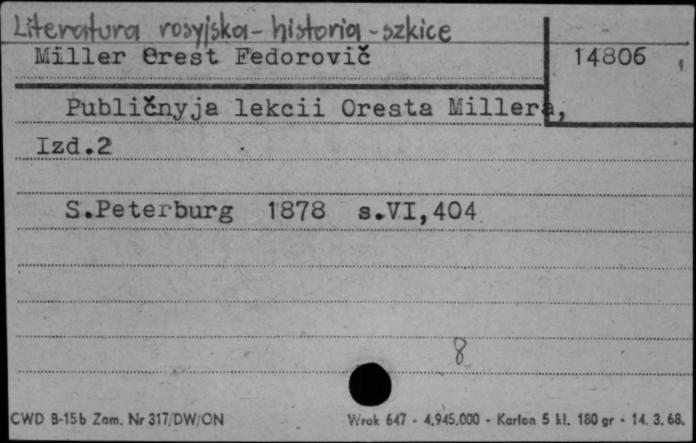 Literatura rosyjska - historia - szkice
Miller Orest Fedorovič
14806
Publičnyja lekcii Oresta Millera,
Izd.2
S.Peterburg 1878 s.VI,404
8
CWD B-15b Zam. Nr 317/DW/ON
Wrak 647 - 4.945.000 - Karton 5 kl. 180 gr - 14. 3. 68.